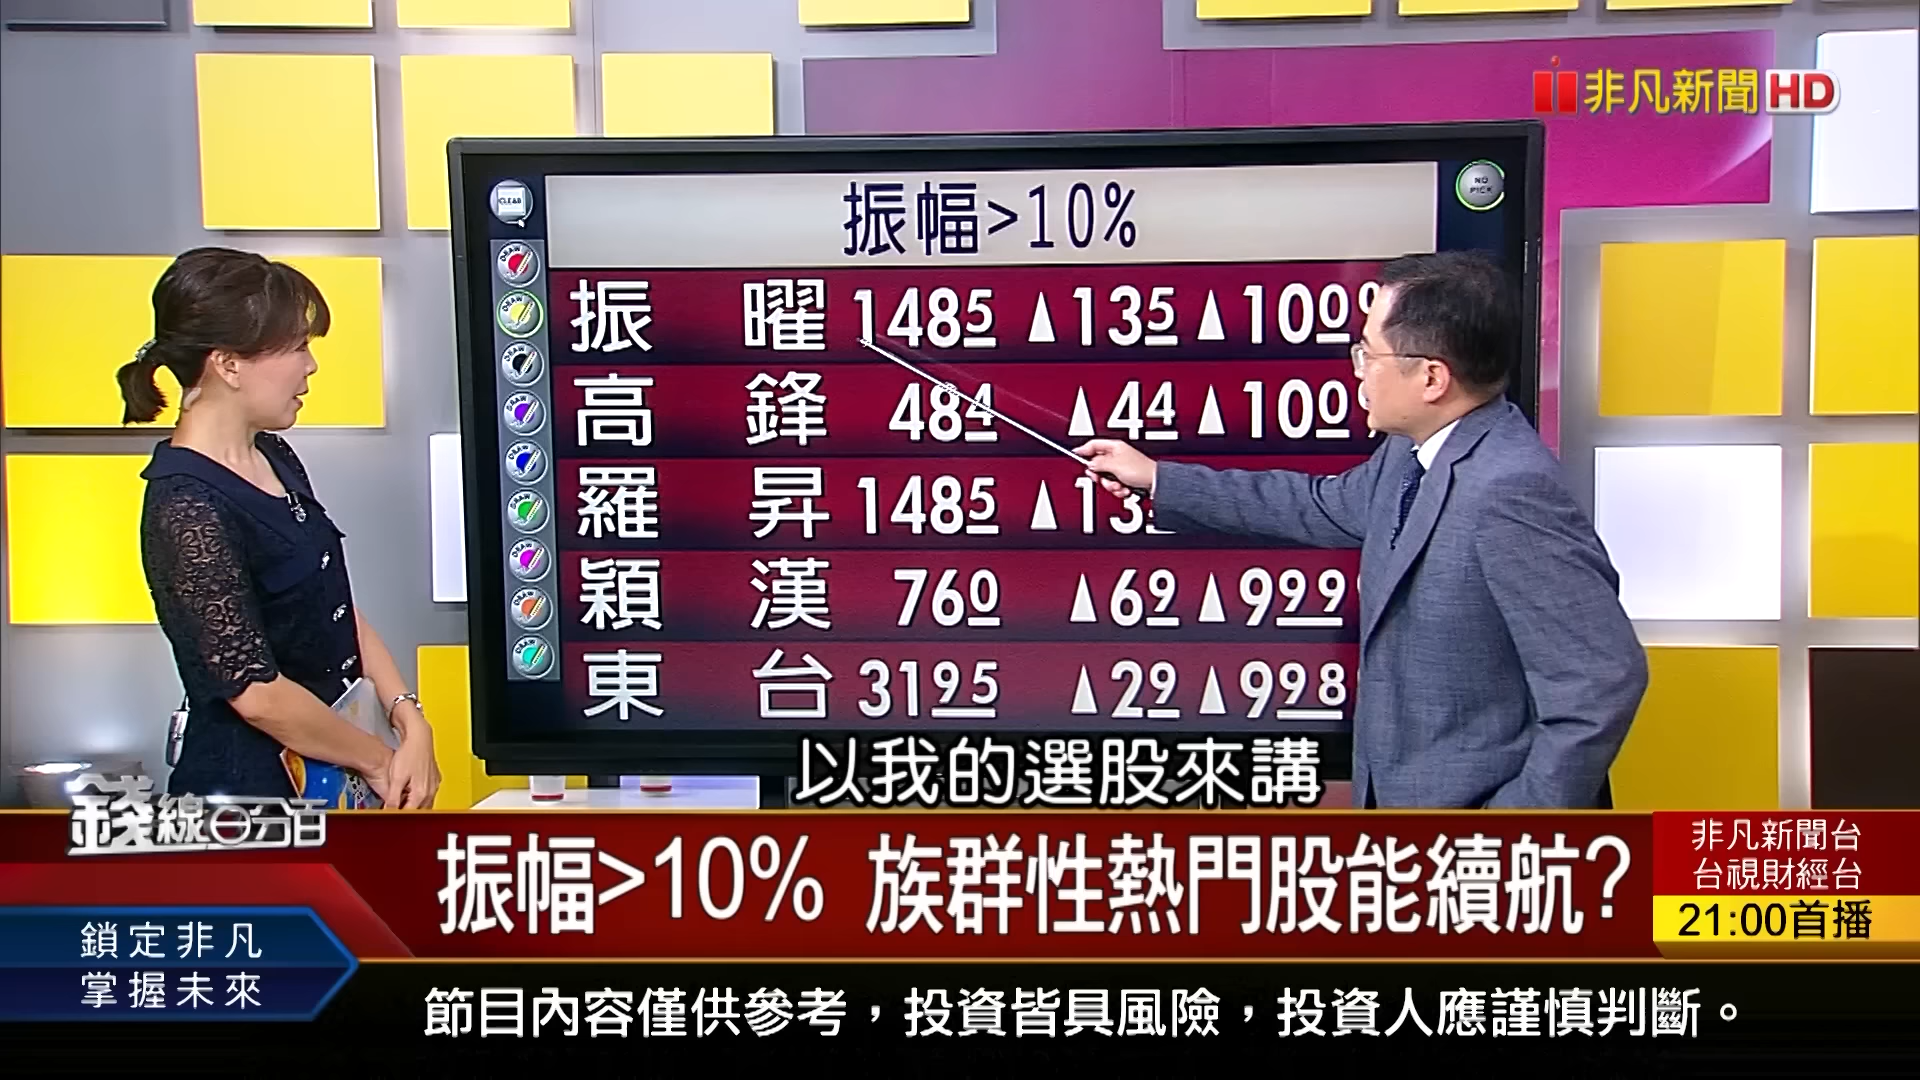 非凡新聞HD
振幅>10%
CLEAR
NO PICK
振曜 1485 ▲135 ▲100
高鋒 484 ▲44 ▲100
羅昇 1485 ▲13
穎漢 760 ▲69 ▲999
東台 3195 ▲29 ▲998
以我的選股來講
錢線百分百
振幅>10% 族群性熱門股能續航?
非凡新聞台
台視財經台
21:00首播
鎖定非凡
掌握未來
節目內容僅供參考，投資皆具風險，投資人應謹慎判斷。